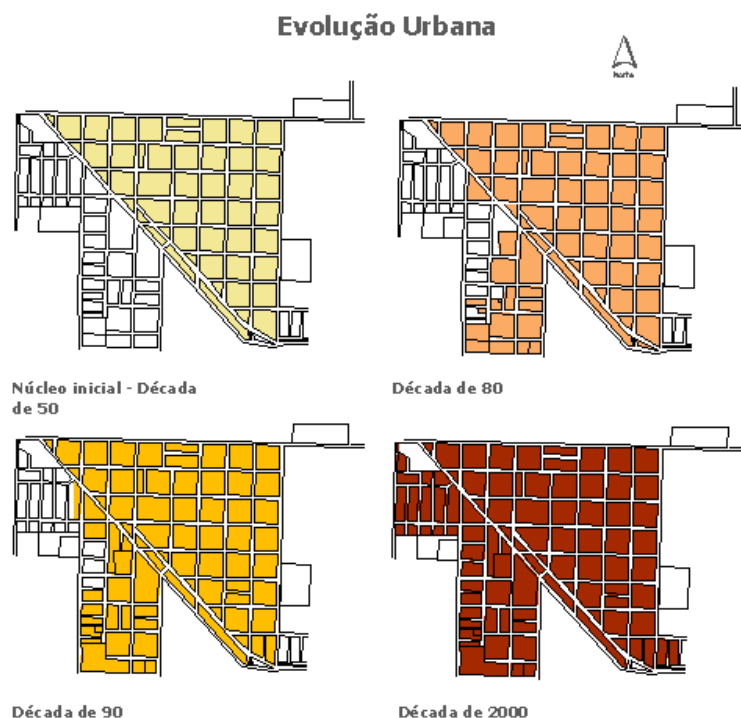 Evolução Urbana
Norte
Núcleo inicial - Década
de 50
Década de 80
Década de 90
Década de 2000